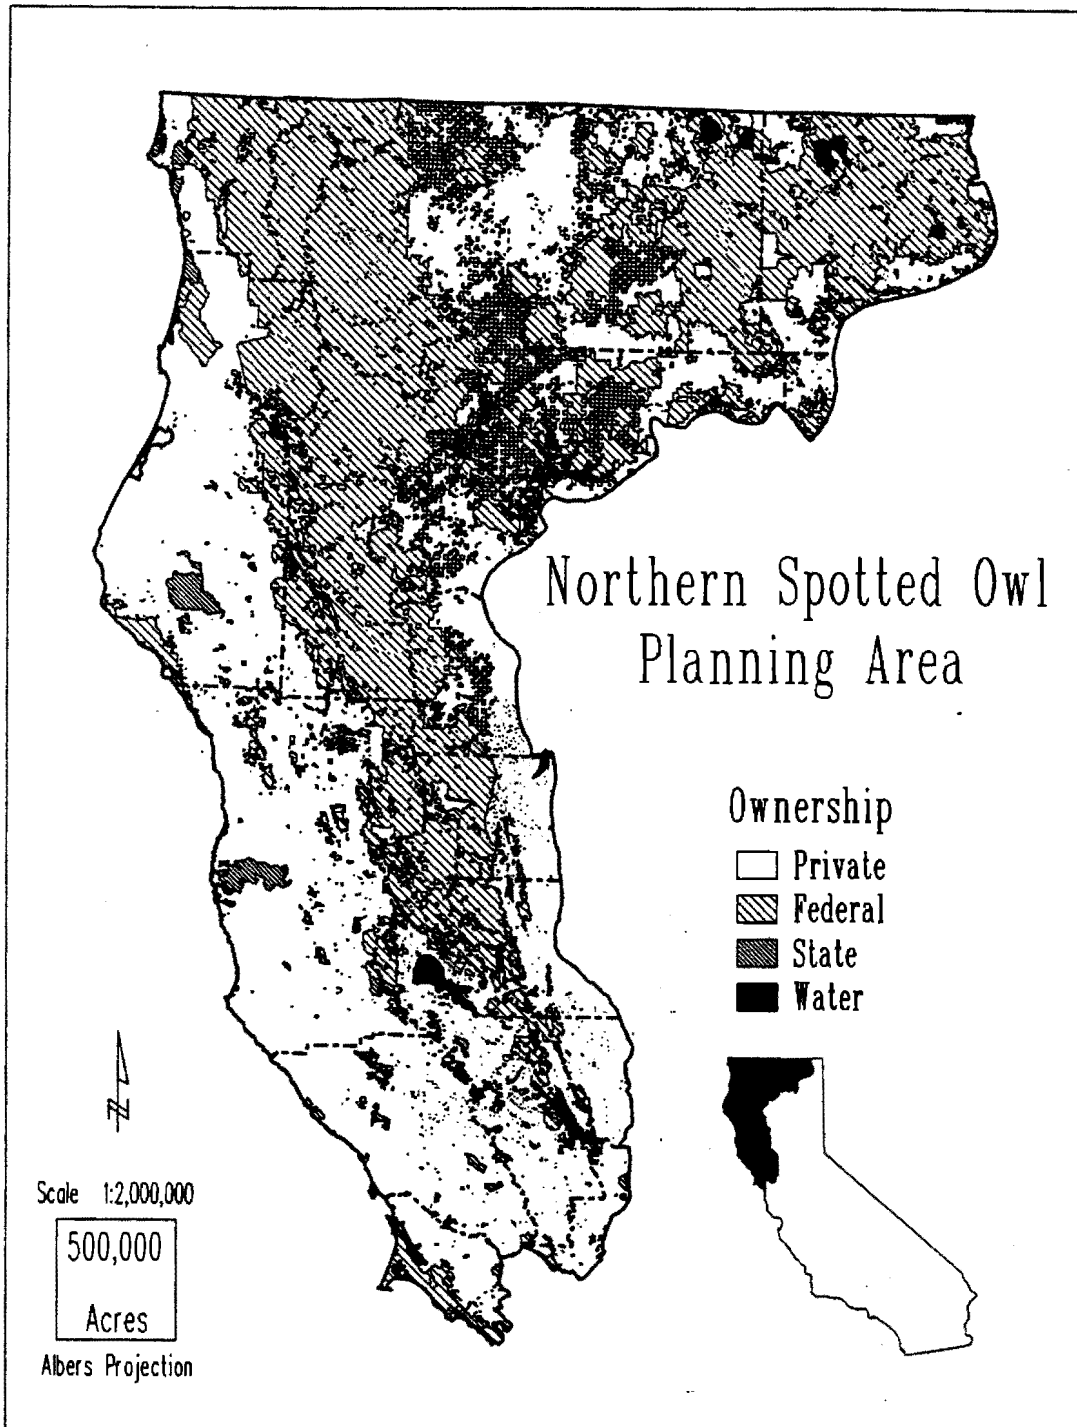 Northern Spotted Owl
Planning Area
Ownership
Private
Federal
State
Water
N
Scale 1:2,000,000
500,000
Acres
Albers Projection